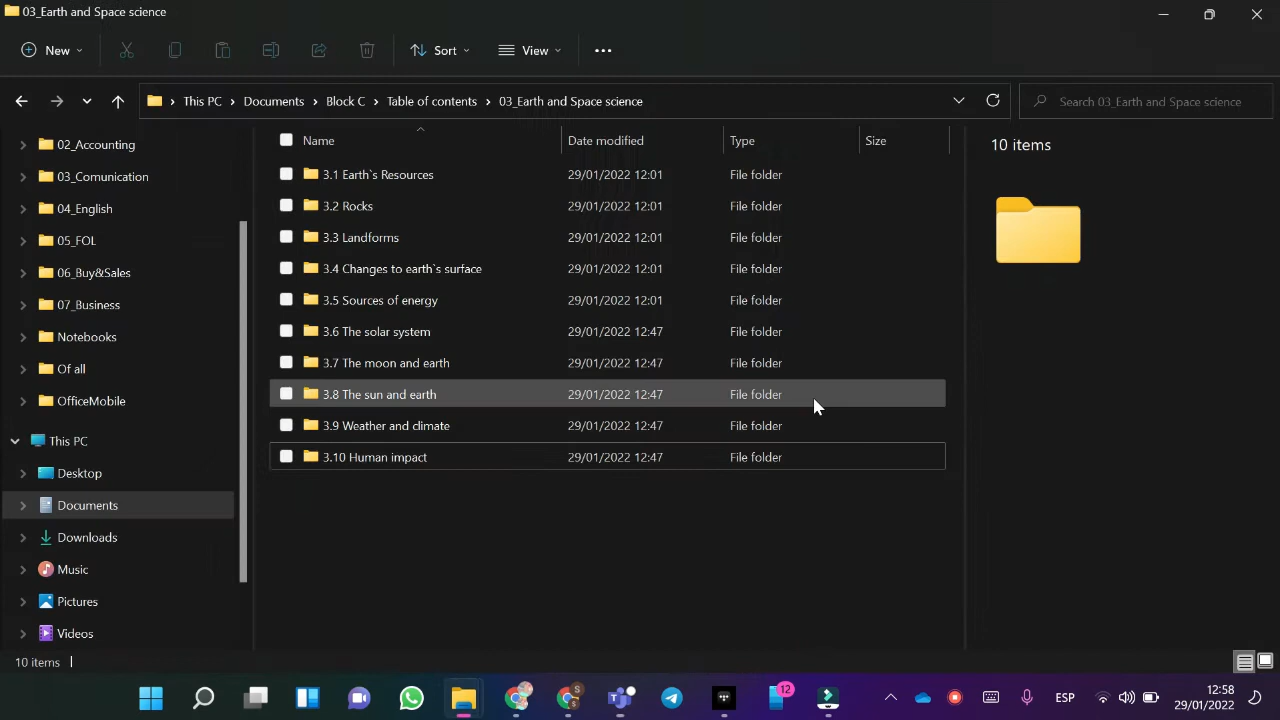 03_Earth and Space science
New
Sort
View
This PC
Documents
Block C
Table of contents
03_Earth and Space science
Search 03_Earth and Space science
02_Accounting
03_Comunication
04_English
05_FOL
06_Buy&Sales
07_Business
Notebooks
Of all
OfficeMobile
This PC
Desktop
Documents
Downloads
Music
Pictures
Videos
Name Date modified Type Size
3.1 Earth`s Resources 29/01/2022 12:01 File folder
3.2 Rocks 29/01/2022 12:01 File folder
3.3 Landforms 29/01/2022 12:01 File folder
3.4 Changes to earth`s surface 29/01/2022 12:01 File folder
3.5 Sources of energy 29/01/2022 12:01 File folder
3.6 The solar system 29/01/2022 12:47 File folder
3.7 The moon and earth 29/01/2022 12:47 File folder
3.8 The sun and earth 29/01/2022 12:47 File folder
3.9 Weather and climate 29/01/2022 12:47 File folder
3.10 Human impact 29/01/2022 12:47 File folder
10 items
10 items
12
ESP
12:58
29/01/2022